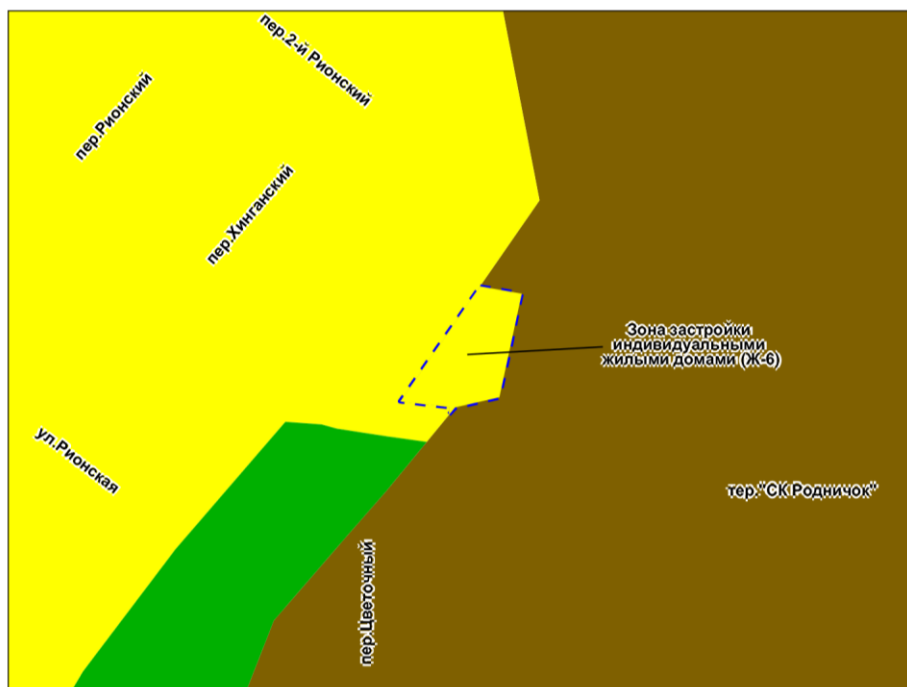 пер.2-й Рионский
пер.Рионский
пер.Хинганский
Зона застройки
индивидуальными
жилыми домами (Ж-6)
ул.Рионская
тер."СК Родничок"
пер.Цветочный